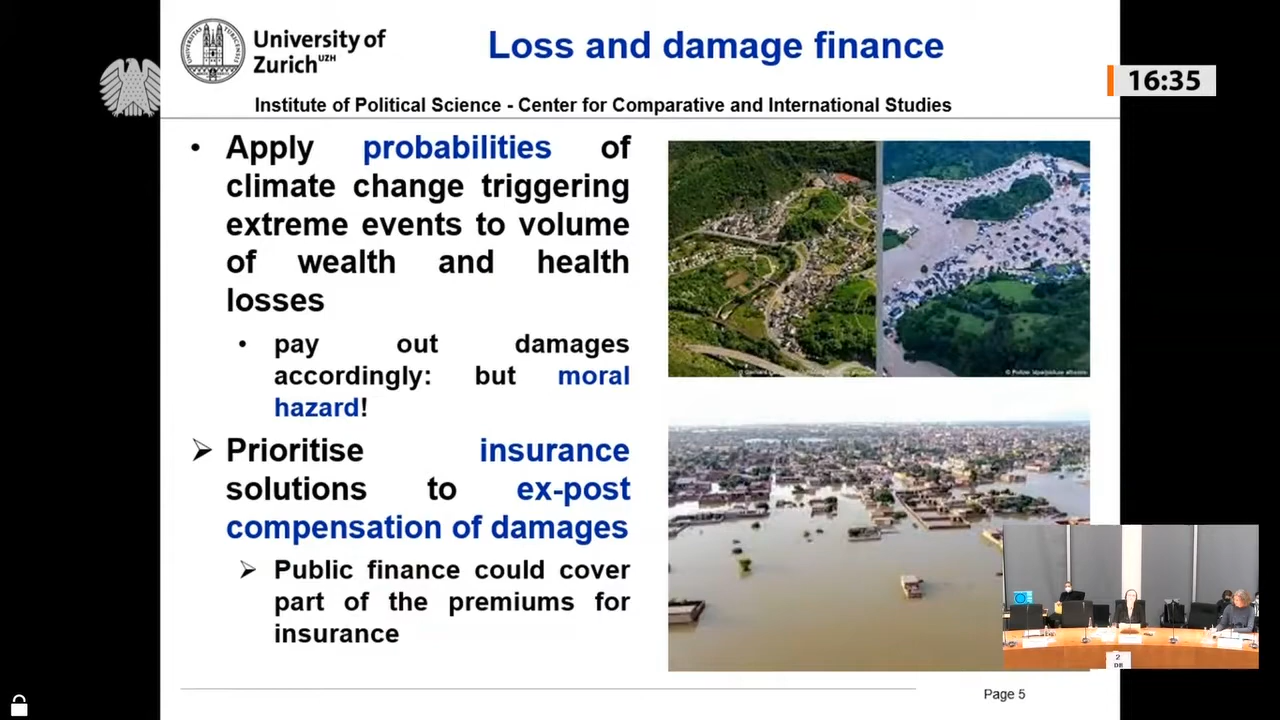 University of
Zurich UZH
Loss and damage finance
16:35
Institute of Political Science - Center for Comparative and International Studies
• Apply probabilities of
climate change triggering
extreme events to volume
of wealth and health
losses
• pay out damages
accordingly: but moral
hazard!
➢ Prioritise insurance
solutions to ex-post
compensation of damages
➢ Public finance could cover
part of the premiums for
insurance
2
Page 5